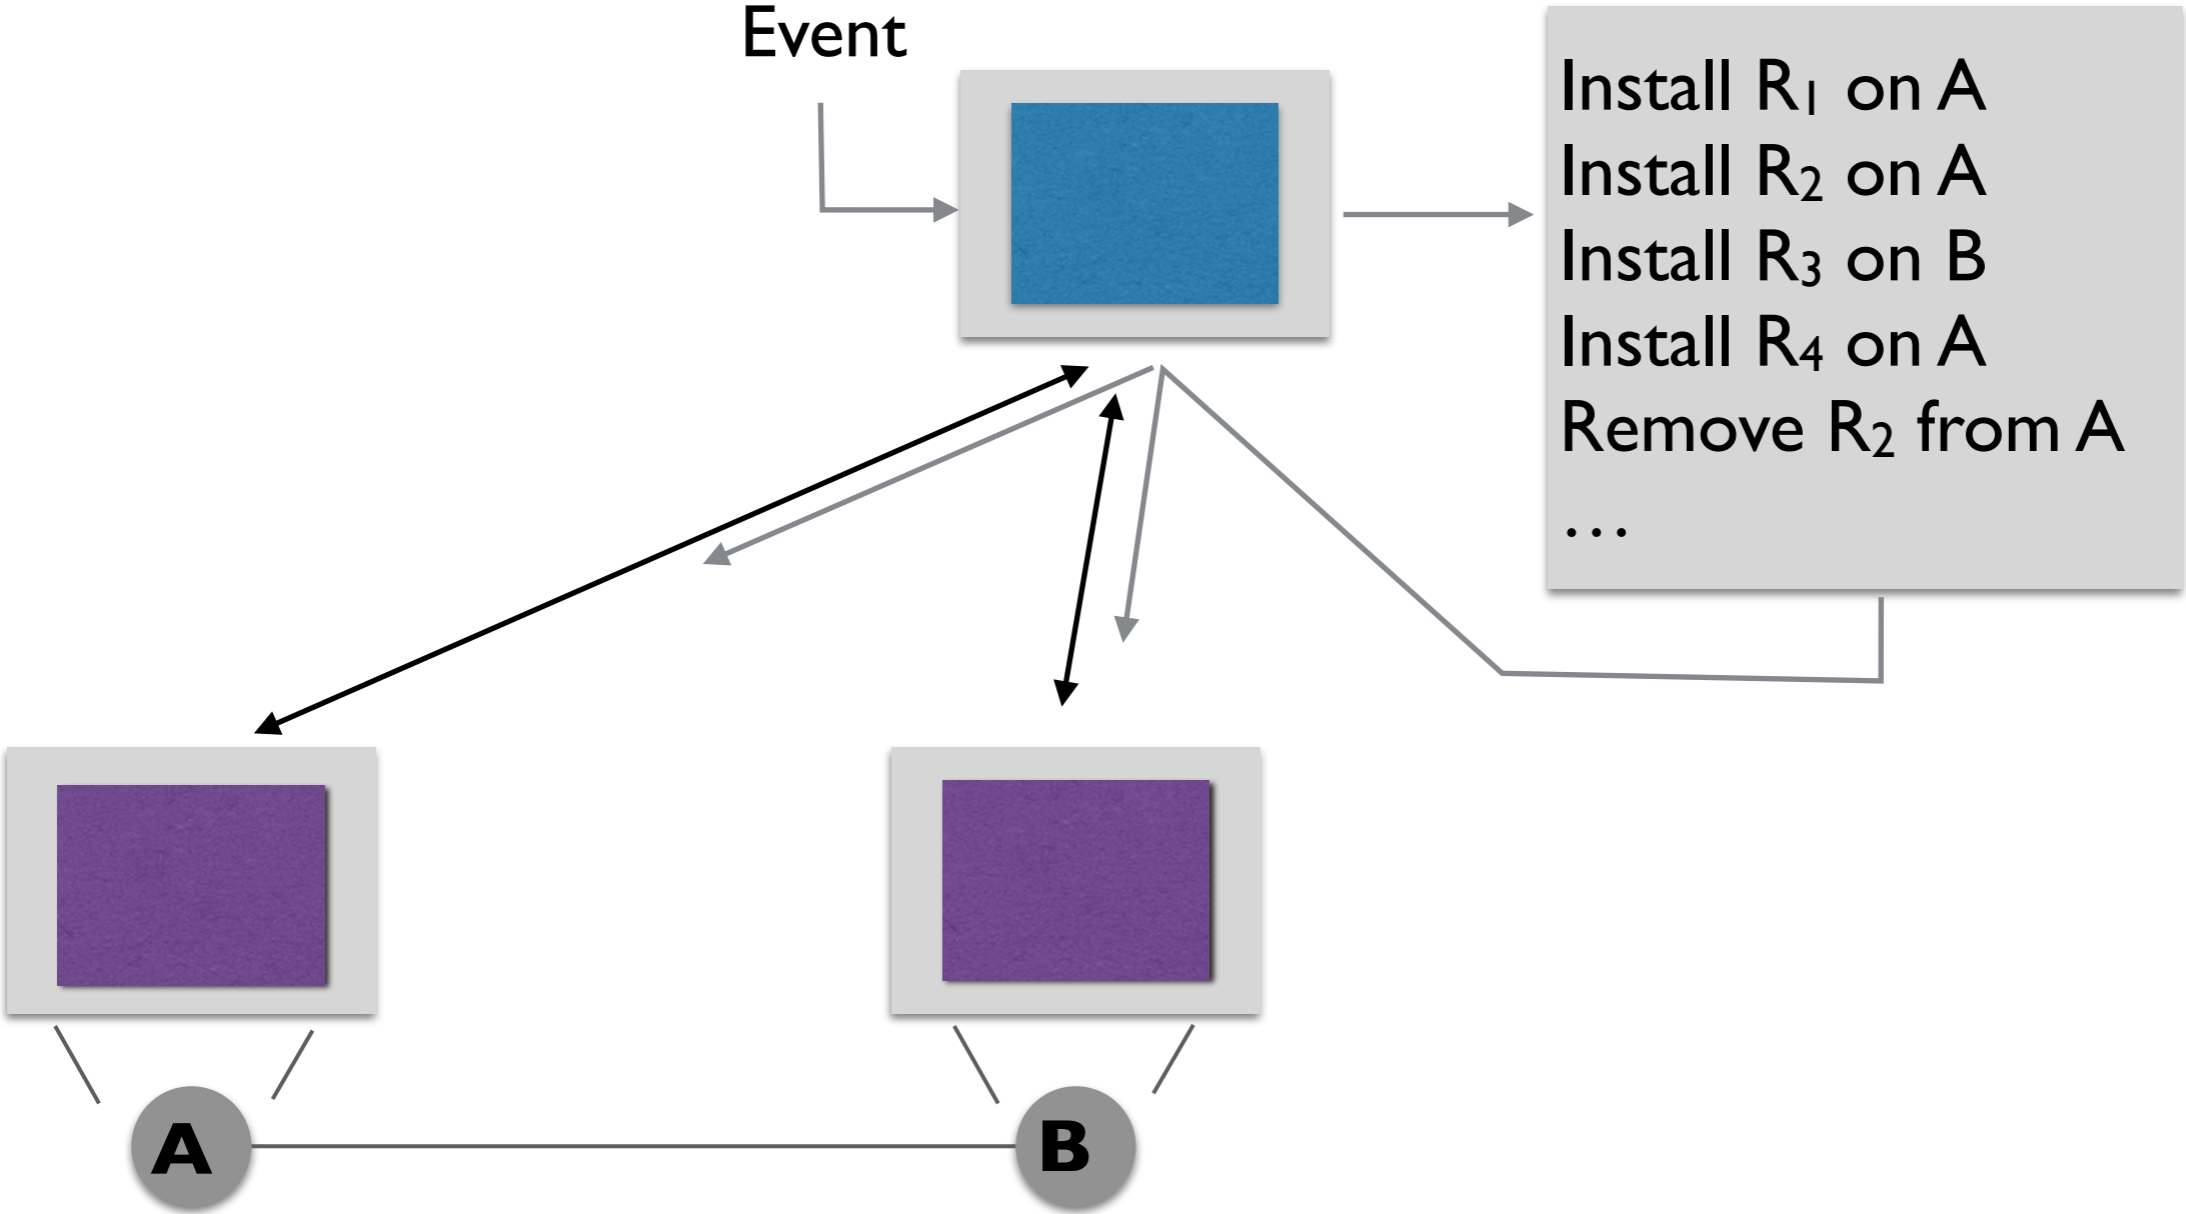 Event
Install R₁ on A
Install R₂ on A
Install R₃ on B
Install R₄ on A
Remove R₂ from A
…
A
B